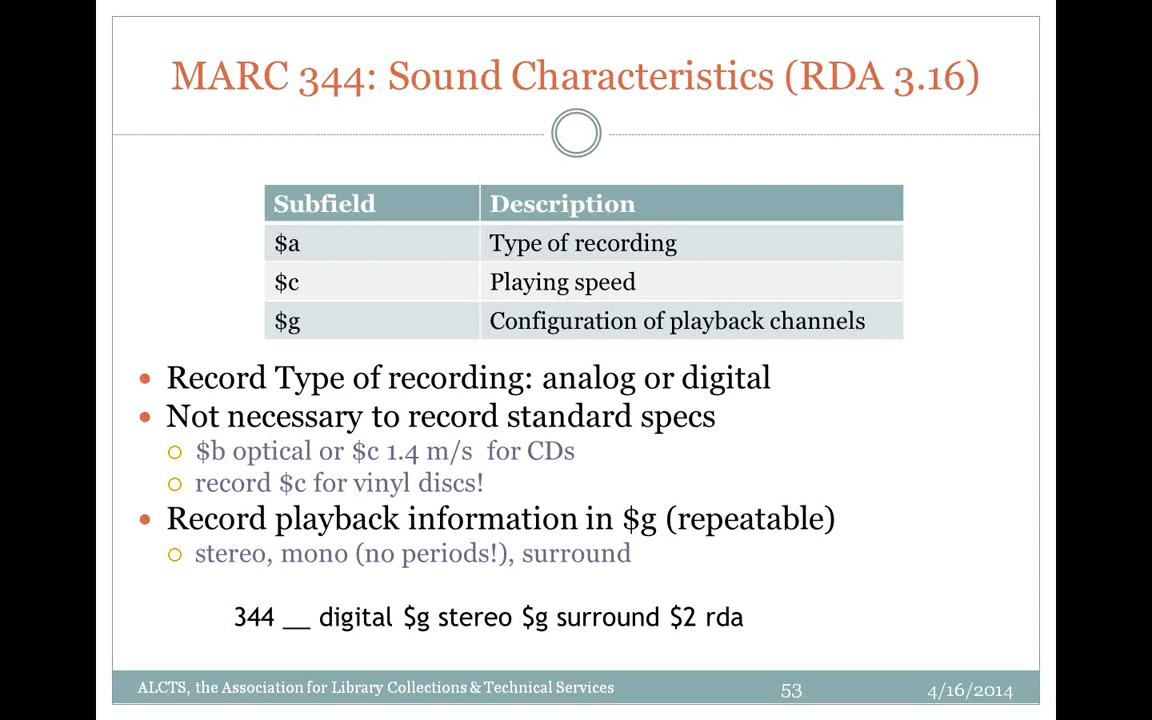 MARC 344: Sound Characteristics (RDA 3.16)
Subfield Description
$a Type of recording
$c Playing speed
$g Configuration of playback channels
• Record Type of recording: analog or digital
• Not necessary to record standard specs
○ $b optical or $c 1.4 m/s for CDs
○ record $c for vinyl discs!
• Record playback information in $g (repeatable)
○ stereo, mono (no periods!), surround
344 __ digital $g stereo $g surround $2 rda
ALCTS, the Association for Library Collections & Technical Services 53 4/16/2014